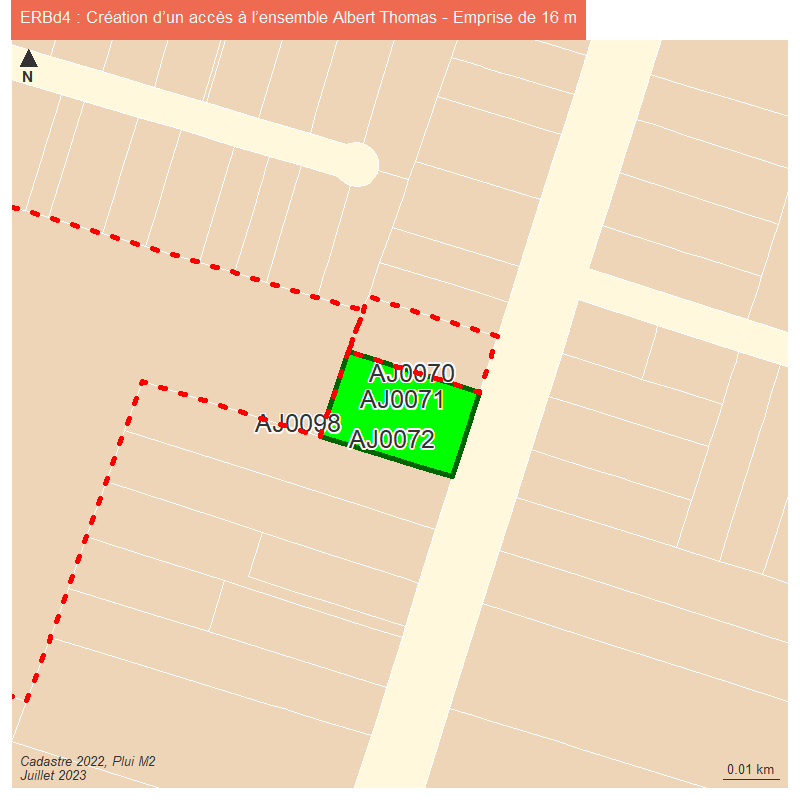 ERBd4 : Création d’un accès à l’ensemble Albert Thomas - Emprise de 16 m
N
AJ0070
AJ0071
AJ0098
AJ0072
Cadastre 2022, Plui M2
Juillet 2023
0.01 km